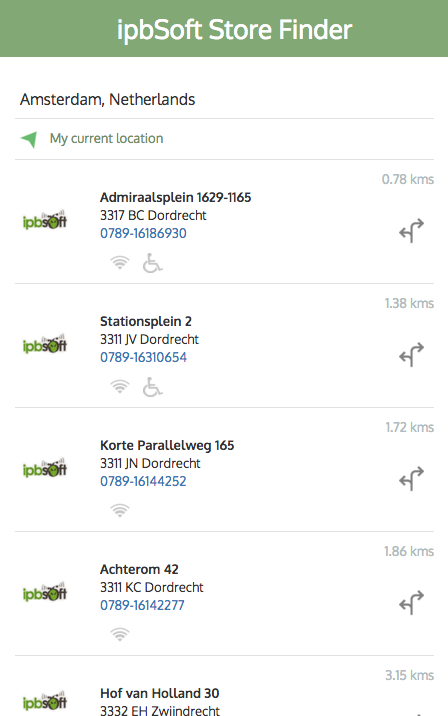 ipbSoft Store Finder
Amsterdam, Netherlands
My current location
0.78 kms
ipbsoft
Admiraalsplein 1629-1165
3317 BC Dordrecht
0789-16186930
1.38 kms
ipbsoft
Stationsplein 2
3311 JV Dordrecht
0789-16310654
1.72 kms
ipbsoft
Korte Parallelweg 165
3311 JN Dordrecht
0789-16144252
1.86 kms
ipbsoft
Achterom 42
3311 KC Dordrecht
0789-16142277
3.15 kms
ipbsoft
Hof van Holland 30
3332 EH Zwijndrecht